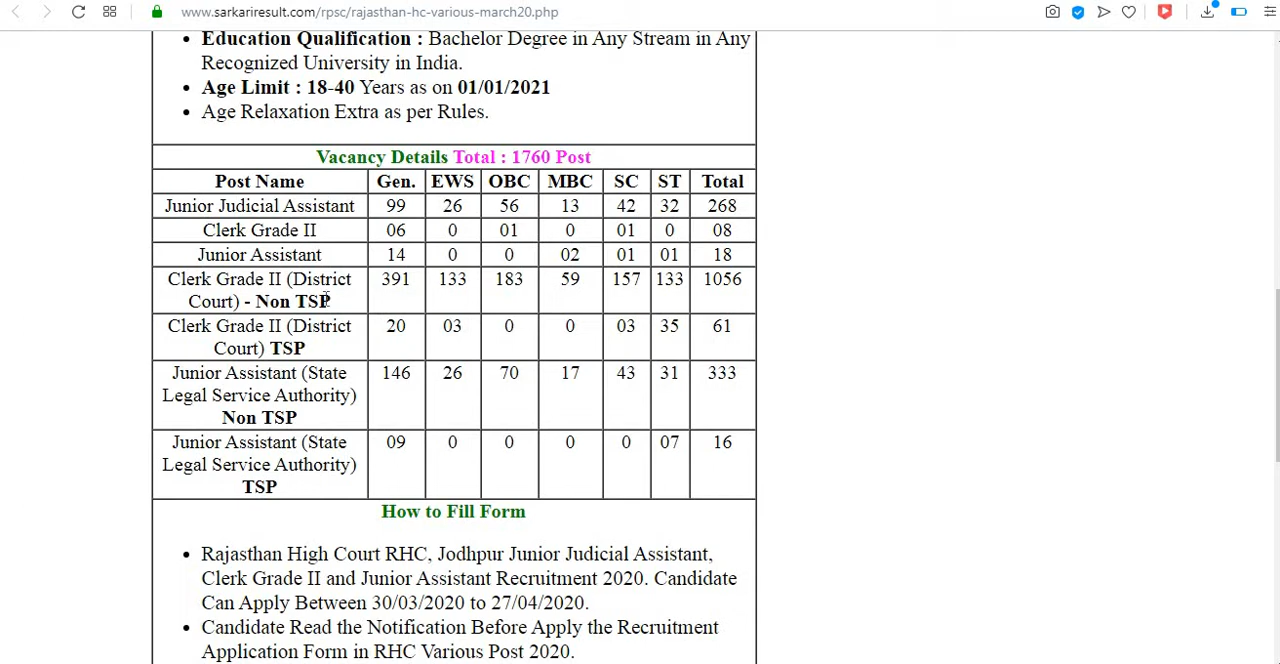 www.sarkariresult.com/rpsc/rajasthan-hc-various-march20.php
• Education Qualification : Bachelor Degree in Any Stream in Any
Recognized University in India.
• Age Limit : 18-40 Years as on 01/01/2021
• Age Relaxation Extra as per Rules.
Vacancy Details Total : 1760 Post
Post Name Gen. EWS OBC MBC SC ST Total
Junior Judicial Assistant 99 26 56 13 42 32 268
Clerk Grade II 06 0 01 0 01 0 08
Junior Assistant 14 0 0 02 01 01 18
Clerk Grade II (District 391 133 183 59 157 133 1056
Court) - Non TSP
Clerk Grade II (District 20 03 0 0 03 35 61
Court) TSP
Junior Assistant (State 146 26 70 17 43 31 333
Legal Service Authority)
Non TSP
Junior Assistant (State 09 0 0 0 0 07 16
Legal Service Authority)
TSP
How to Fill Form
• Rajasthan High Court RHC, Jodhpur Junior Judicial Assistant,
Clerk Grade II and Junior Assistant Recruitment 2020. Candidate
Can Apply Between 30/03/2020 to 27/04/2020.
• Candidate Read the Notification Before Apply the Recruitment
Application Form in RHC Various Post 2020.